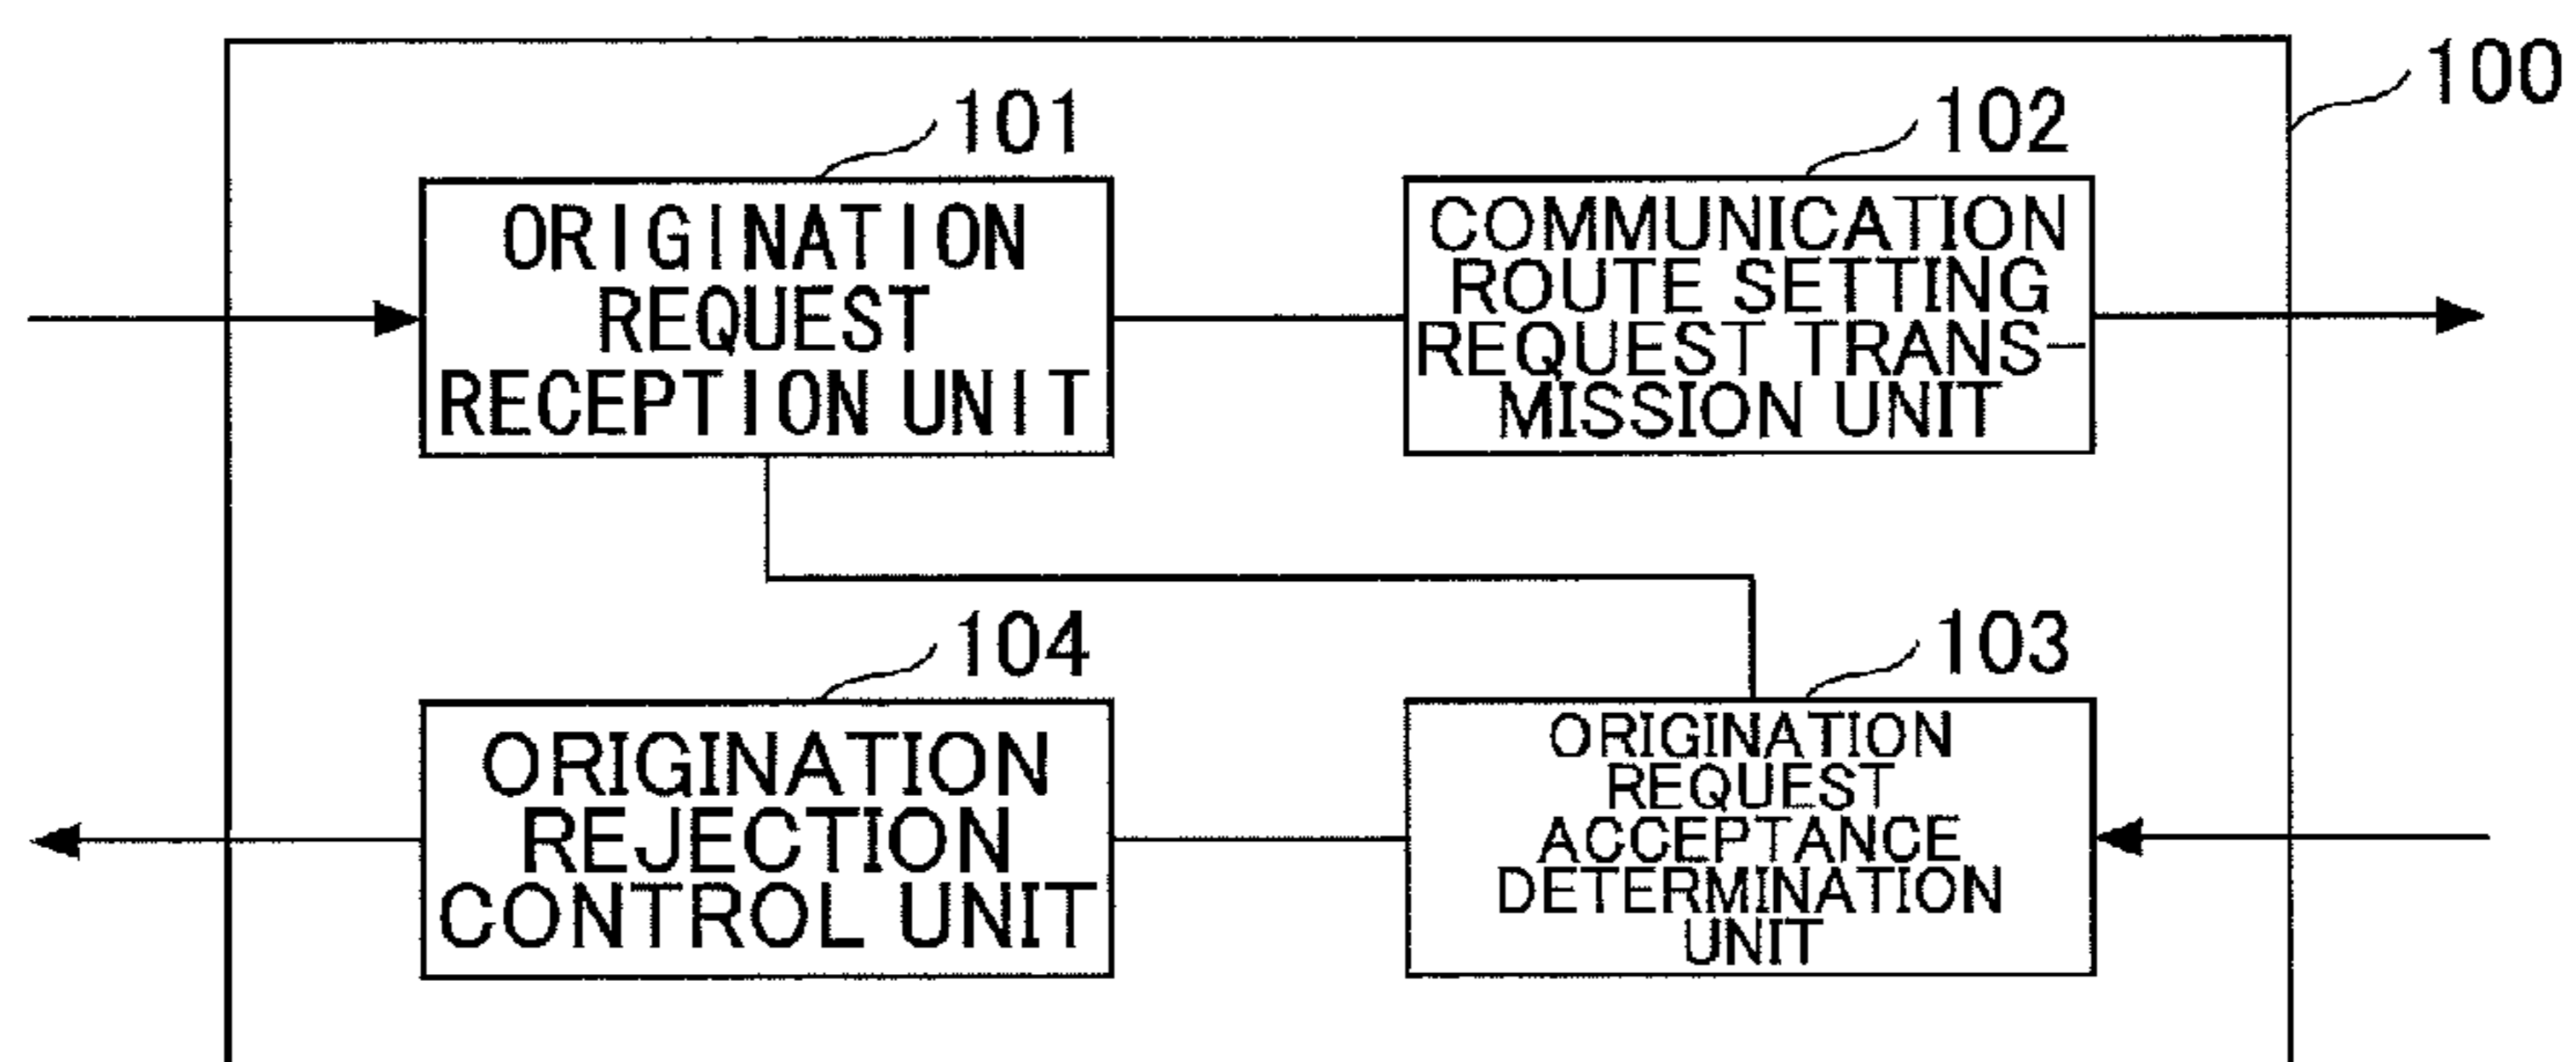 100
101
102
ORIGINATION
REQUEST
RECEPTION UNIT
COMMUNICATION
ROUTE SETTING
REQUEST TRANS-
MISSION UNIT
104
103
ORIGINATION
REJECTION
CONTROL UNIT
ORIGINATION
REQUEST
ACCEPTANCE
DETERMINATION
UNIT